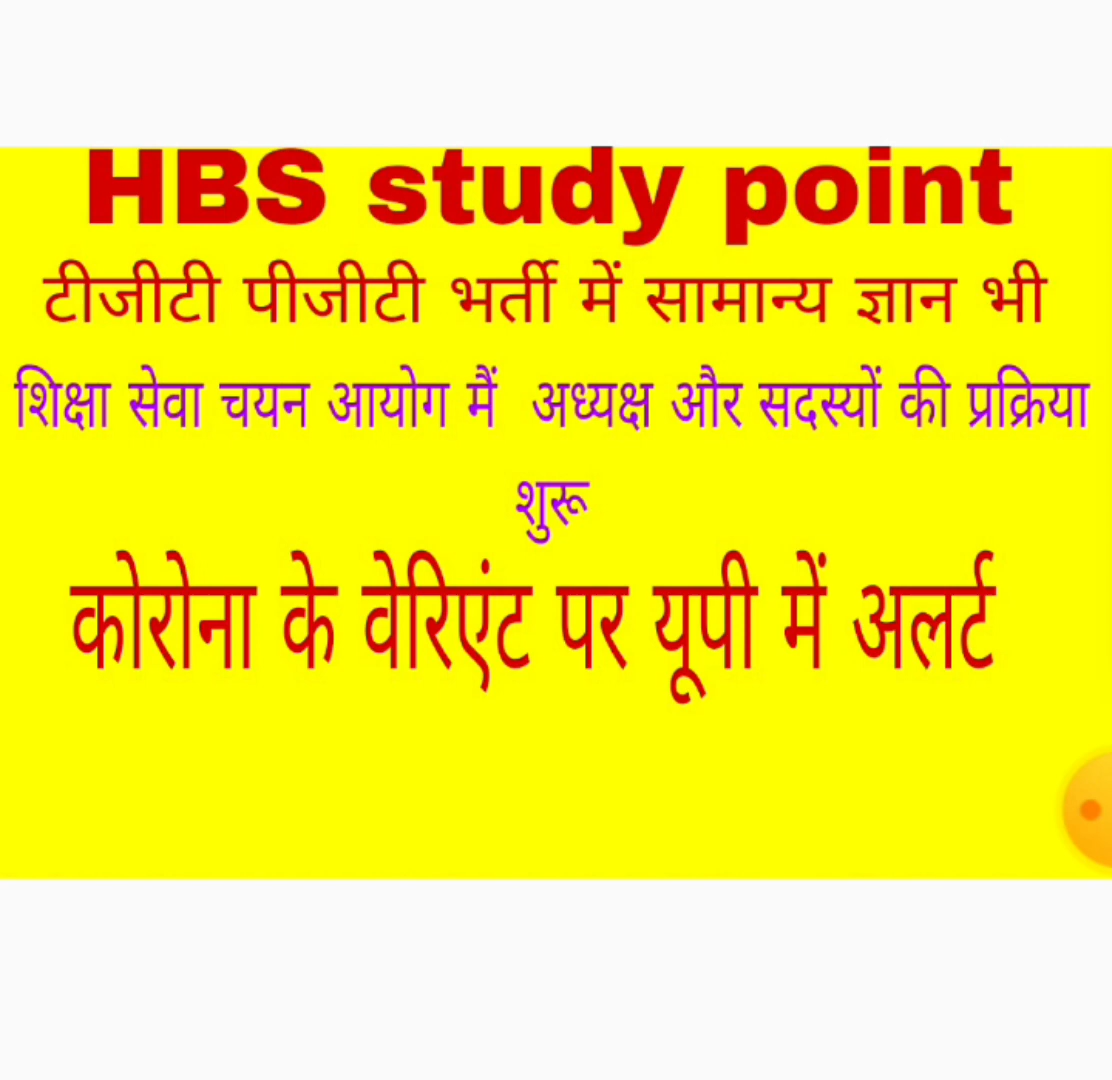 HBS study point
टीजीटी पीजीटी भर्ती में सामान्य ज्ञान भी
शिक्षा सेवा चयन आयोग मैं अध्यक्ष और सदस्यों की प्रक्रिया
शुरू
कोरोना के वेरिएंट पर यूपी में अलर्ट